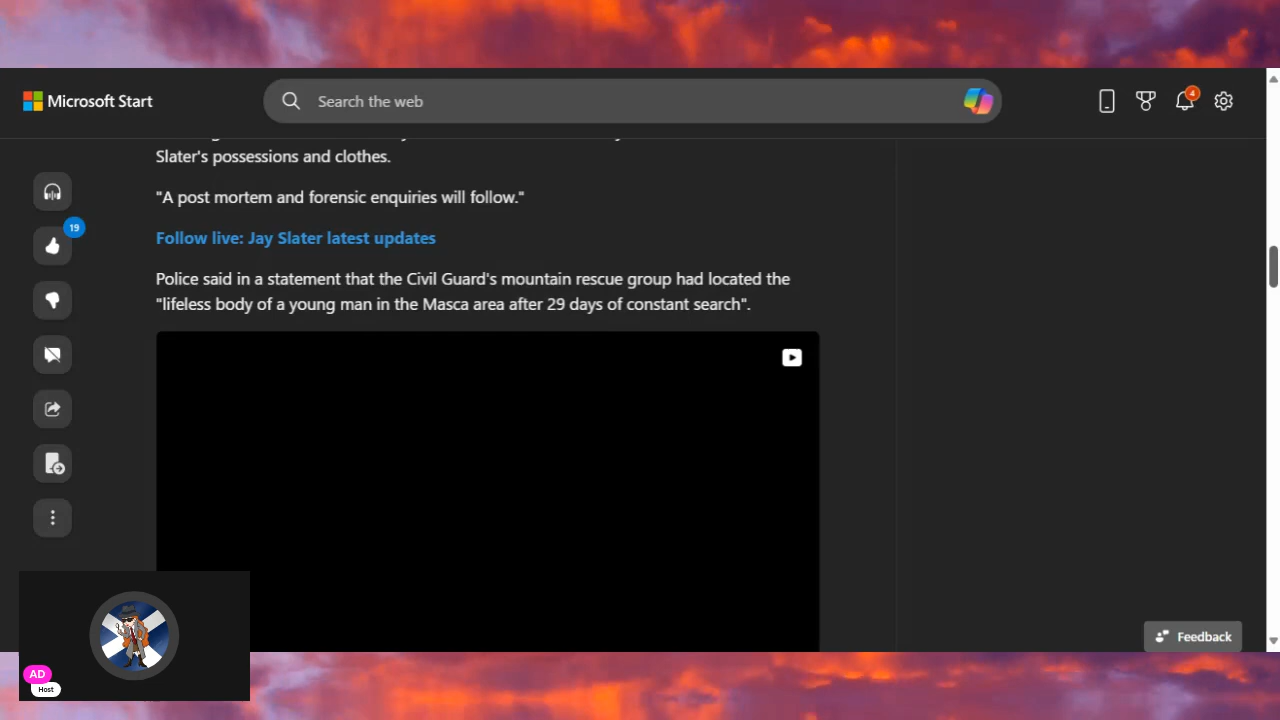 Microsoft Start
Search the web
4
Slater's possessions and clothes.
"A post mortem and forensic enquiries will follow."
19
Follow live: Jay Slater latest updates
Police said in a statement that the Civil Guard's mountain rescue group had located the
"lifeless body of a young man in the Masca area after 29 days of constant search".
Feedback
AD
Host